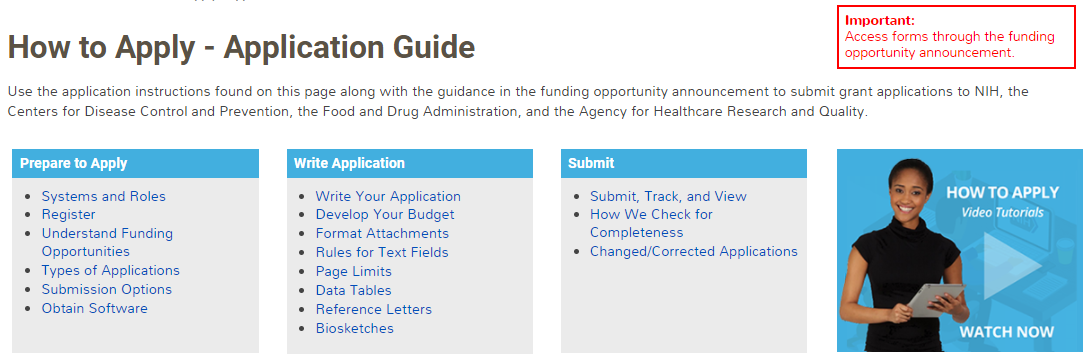 Important:
Access forms through the funding
opportunity announcement.
How to Apply - Application Guide
Use the application instructions found on this page along with the guidance in the funding opportunity announcement to submit grant applications to NIH, the
Centers for Disease Control and Prevention, the Food and Drug Administration, and the Agency for Healthcare Research and Quality.
Prepare to Apply
Systems and Roles
Register
Understand Funding
Opportunities
Types of Applications
Submission Options
Obtain Software
Write Application
Write Your Application
Develop Your Budget
Format Attachments
Rules for Text Fields
Page Limits
Data Tables
Reference Letters
Biosketches
Submit
Submit, Track, and View
How We Check for
Completeness
Changed/Corrected Applications
HOW TO APPLY
Video Tutorials
WATCH NOW